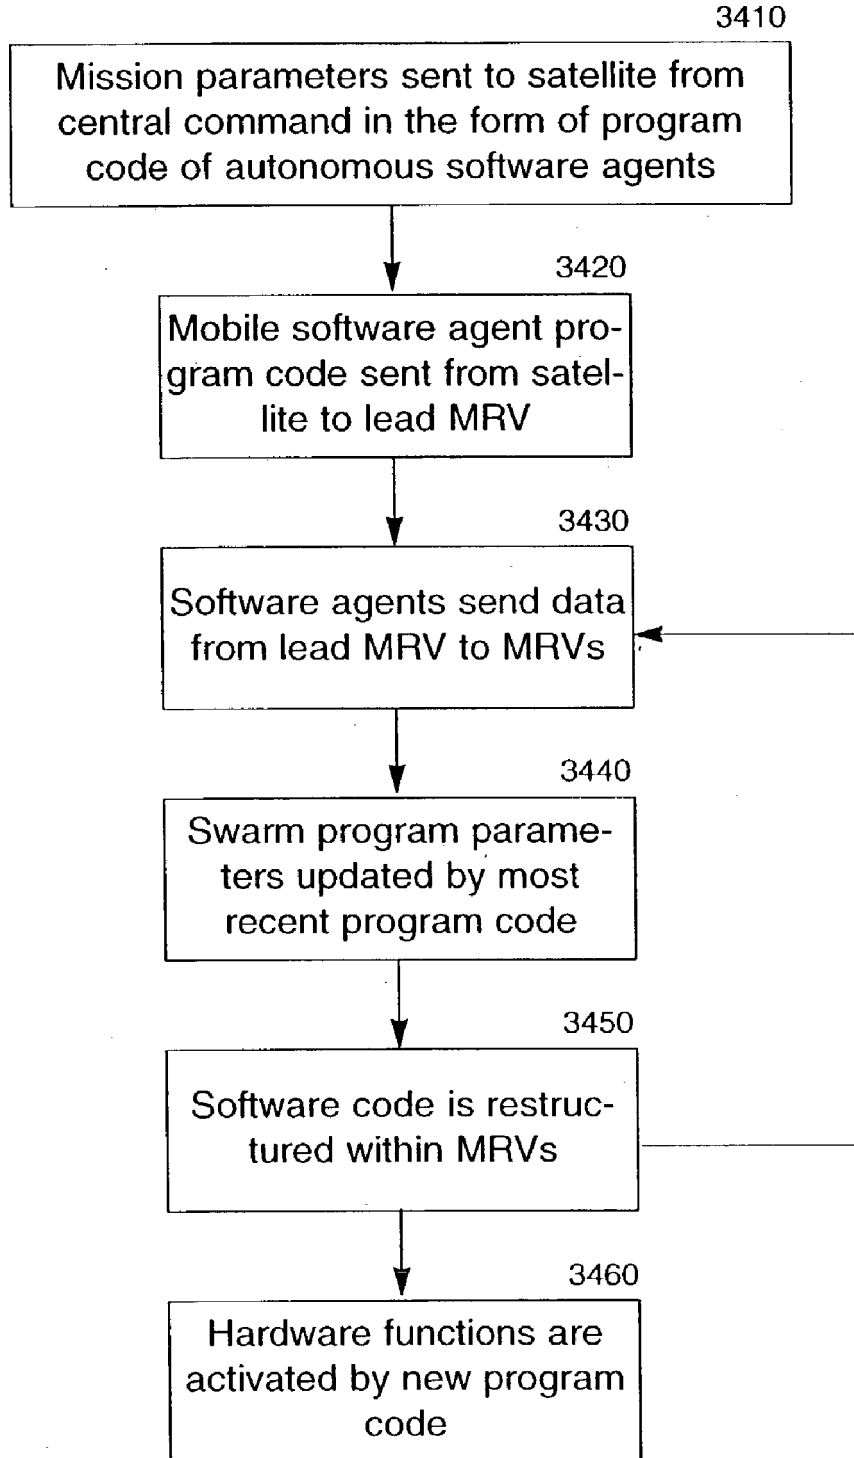 3410
Mission parameters sent to satellite from
central command in the form of program
code of autonomous software agents
3420
Mobile software agent pro-
gram code sent from satel-
lite to lead MRV
3430
Software agents send data
from lead MRV to MRVs
3440
Swarm program parame-
ters updated by most
recent program code
3450
Software code is restruc-
tured within MRVs
3460
Hardware functions are
activated by new program
code